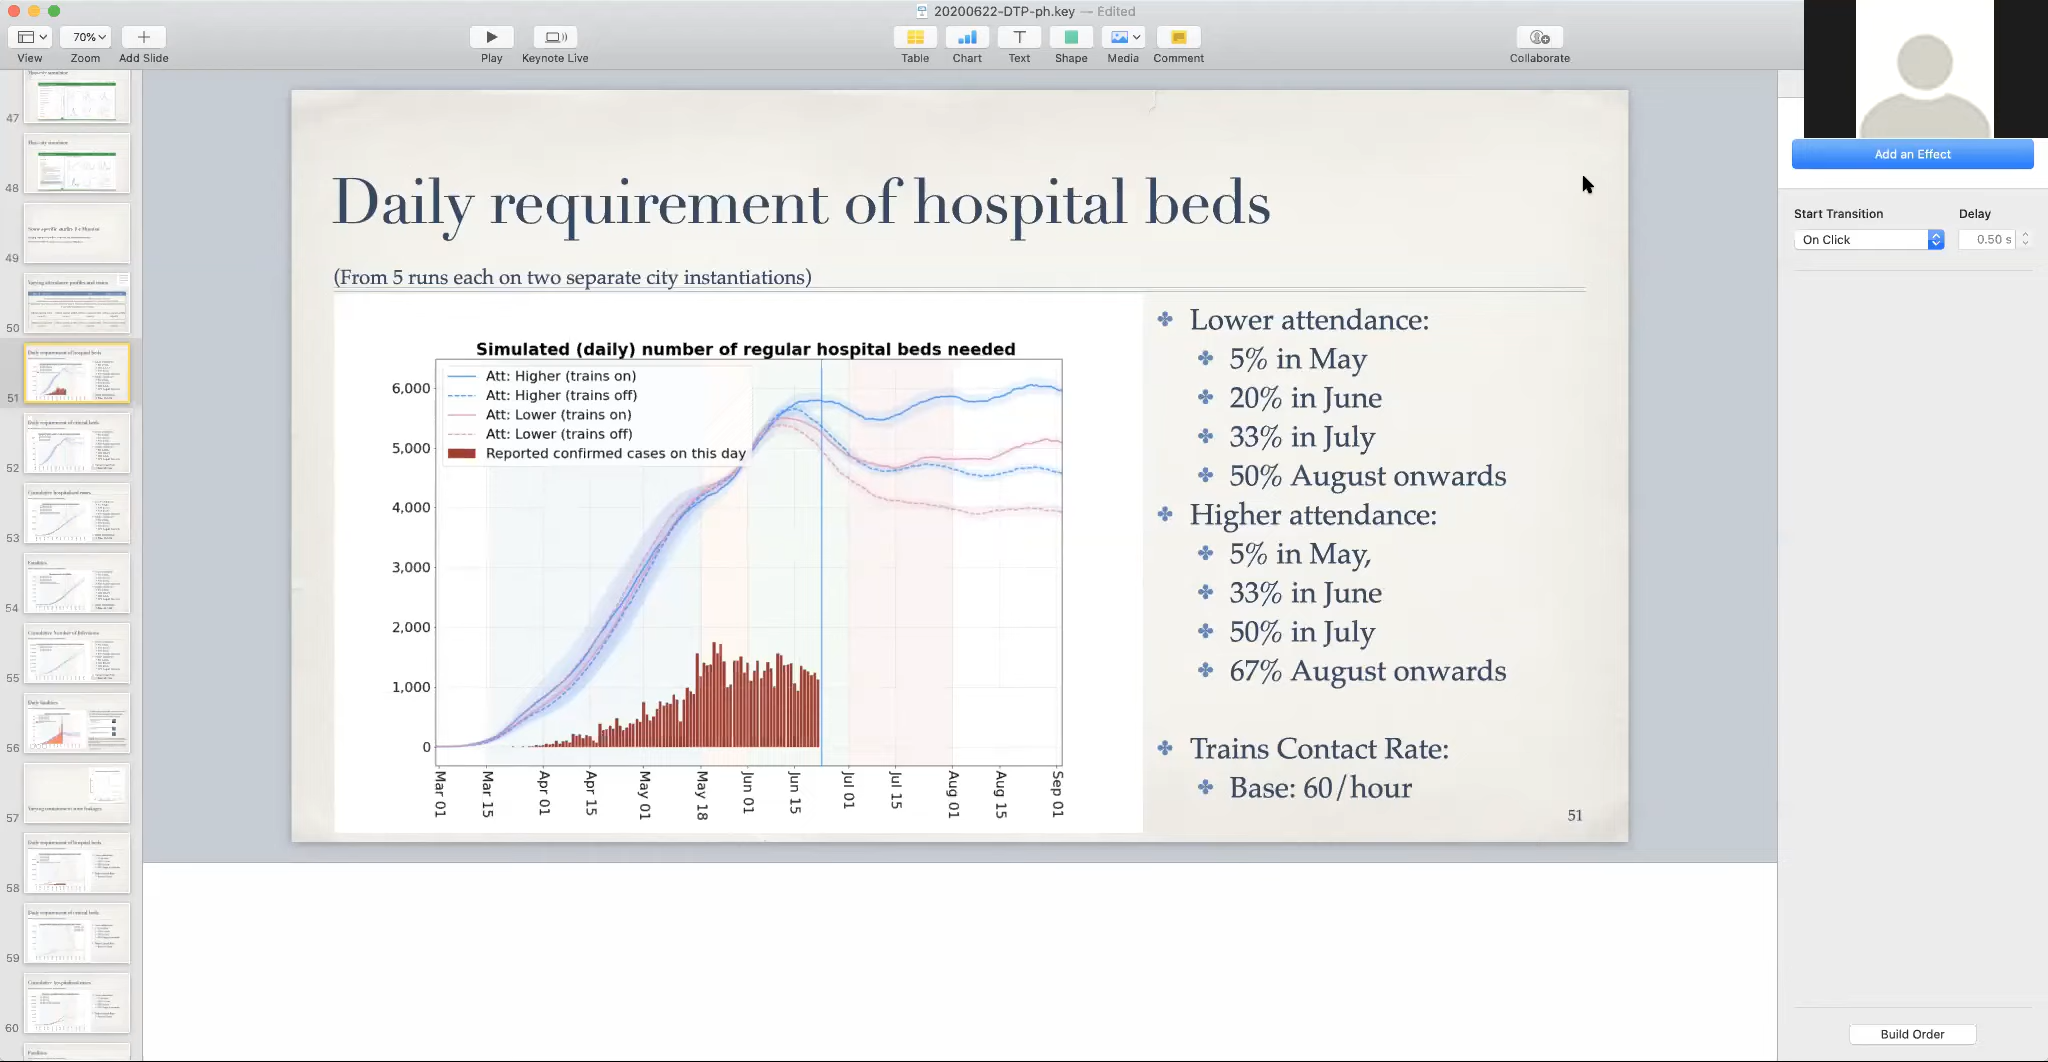 20200622-DTP-ph.key — Edited
70%
View
Zoom
Add Slide
Play
Keynote Live
Table
Chart
Text
Shape
Media
Comment
Collaborate
47
48
49
50
51
52
53
54
55
56
57
58
59
60
Daily requirement of hospital beds
(From 5 runs each on two separate city instantiations)
Simulated (daily) number of regular hospital beds needed
Att: Higher (trains on)
Att: Higher (trains off)
Att: Lower (trains on)
Att: Lower (trains off)
Reported confirmed cases on this day
6,000
5,000
4,000
3,000
2,000
1,000
0
Mar 01
Mar 15
Apr 01
Apr 15
May 01
May 18
Jun 01
Jun 15
Jul 01
Jul 15
Aug 01
Aug 15
Sep 01
Lower attendance:
5% in May
20% in June
33% in July
50% August onwards
Higher attendance:
5% in May,
33% in June
50% in July
67% August onwards
Trains Contact Rate:
Base: 60/hour
51
Add an Effect
Start Transition
Delay
On Click
0.50 s
Build Order